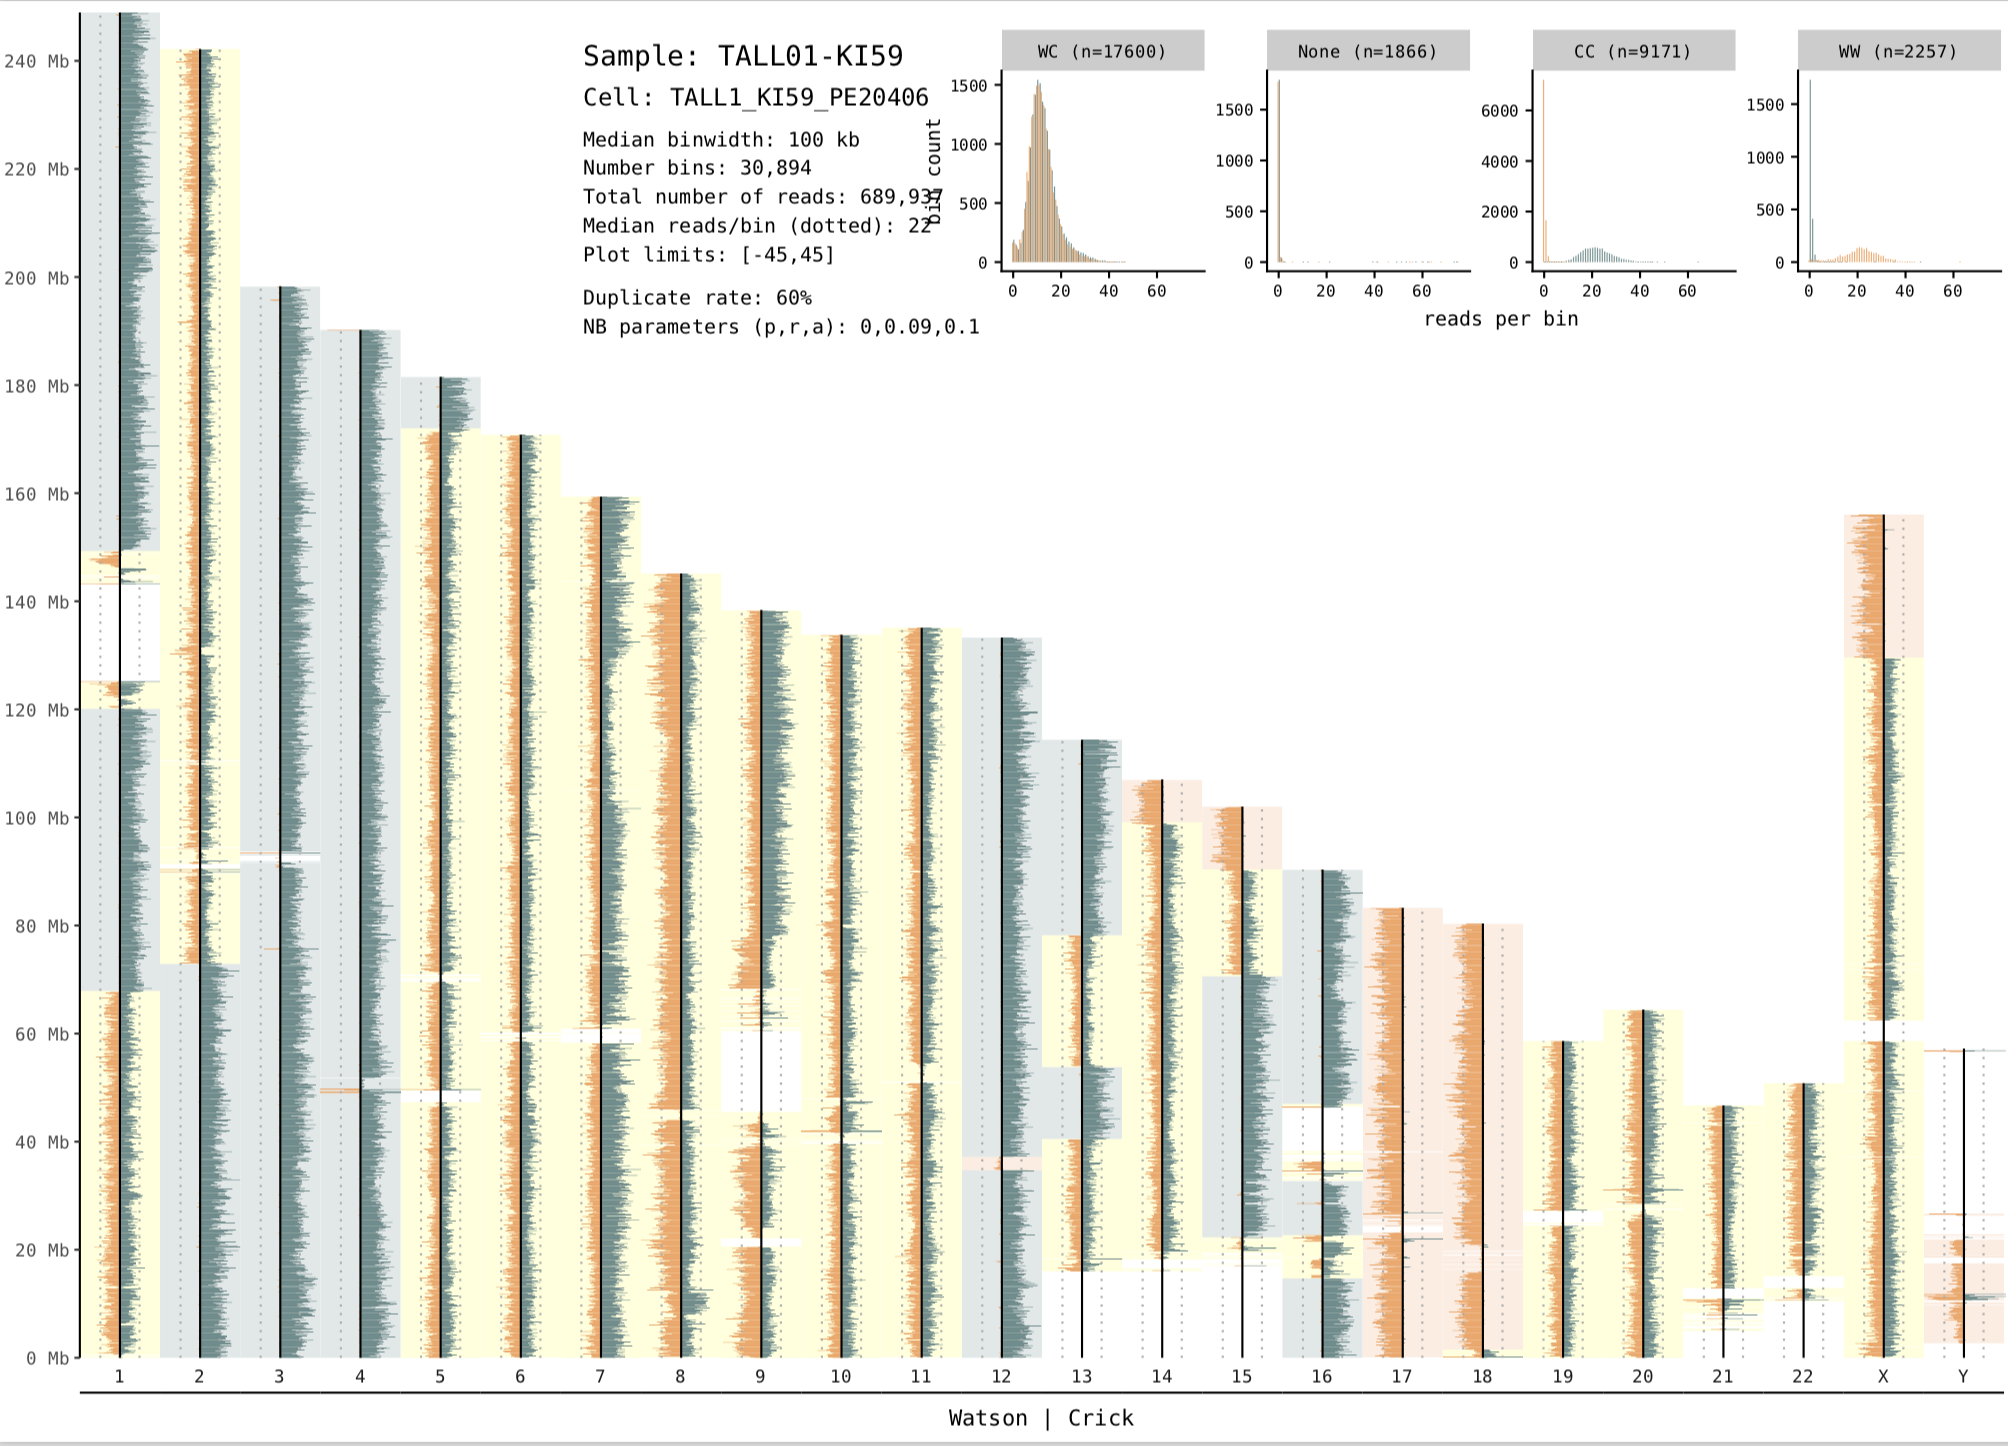 Sample: TALL01-KI59
Cell: TALL1_KI59_PE20406
Median binwidth: 100 kb
Number bins: 30,894
Total number of reads: 689,937
Median reads/bin (dotted): 22
Plot limits: [-45,45]
Duplicate rate: 60%
NB parameters (p,r,a): 0,0.09,0.1
WC (n=17600)
None (n=1866)
CC (n=9171)
WW (n=2257)
bin count
1500
1000
500
0
0 20 40 60
1500
1000
500
0
0 20 40 60
6000
4000
2000
0
0 20 40 60
1500
1000
500
0
0 20 40 60
reads per bin
240 Mb
220 Mb
200 Mb
180 Mb
160 Mb
140 Mb
120 Mb
100 Mb
80 Mb
60 Mb
40 Mb
20 Mb
0 Mb
1 2 3 4 5 6 7 8 9 10 11 12 13 14 15 16 17 18 19 20 21 22 X Y
Watson | Crick